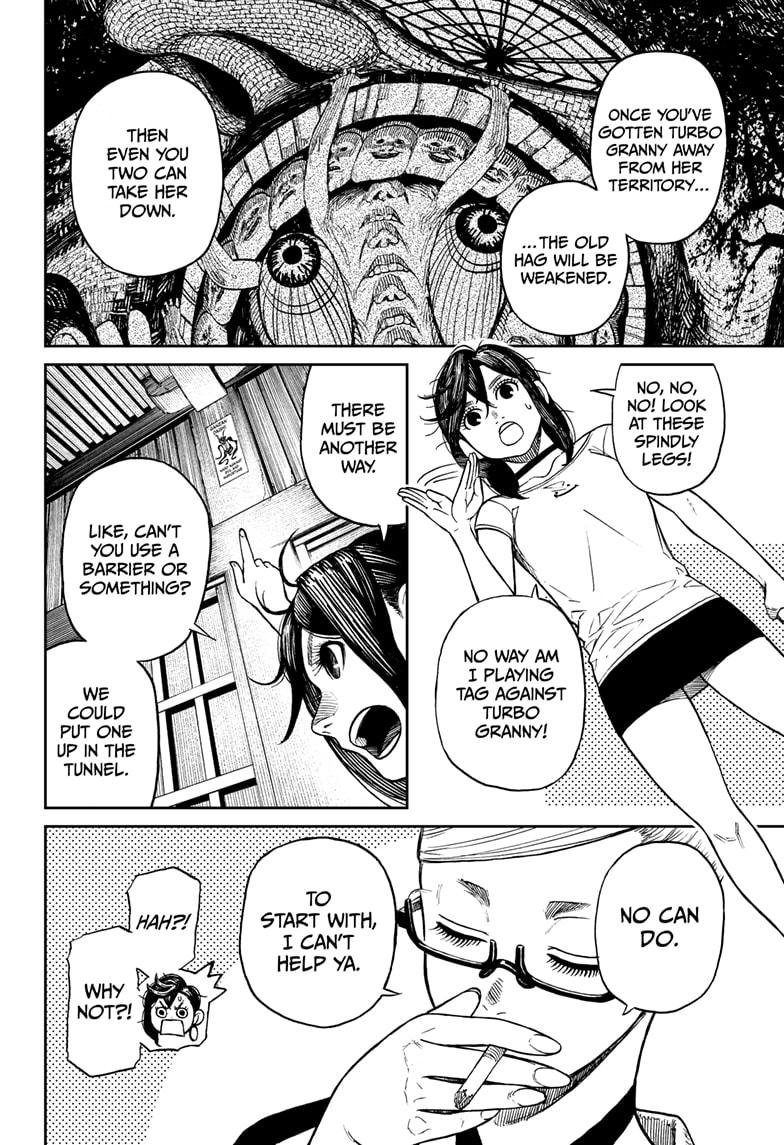 ONCE YOU'VE
GOTTEN TURBO
GRANNY AWAY
FROM HER
TERRITORY...
...THE OLD
HAG WILL BE
WEAKENED.
THEN
EVEN YOU
TWO CAN
TAKE HER
DOWN.
NO, NO,
NO! LOOK
AT THESE
SPINDLY
LEGS!
NO WAY AM
I PLAYING
TAG AGAINST
TURBO
GRANNY!
THERE
MUST BE
ANOTHER
WAY.
LIKE, CAN'T
YOU USE A
BARRIER OR
SOMETHING?
WE
COULD
PUT ONE
UP IN THE
TUNNEL.
NO CAN
DO.
TO
START WITH,
I CAN'T
HELP YA.
HAH?!
WHY
NOT?!